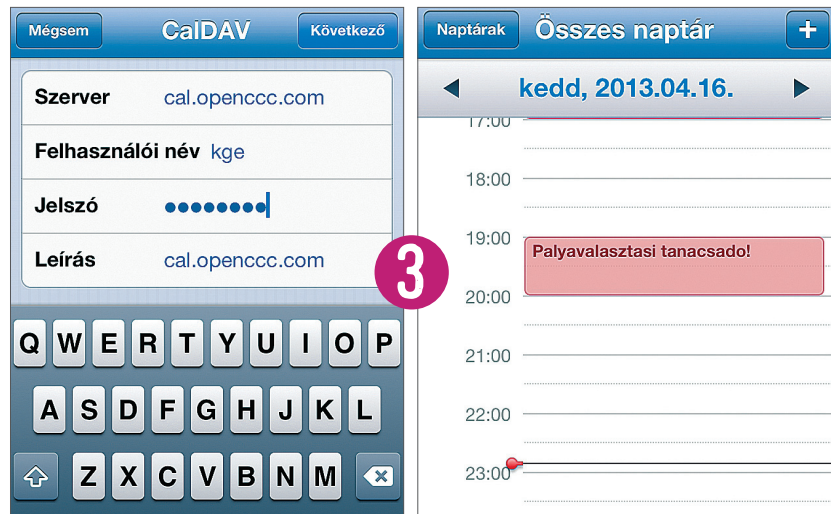 Mégsem CalDAV Következő
Szerver cal.openccc.com
Felhasználói név kge
Jelszó ●●●●●●●●
Leírás cal.openccc.com
Q W E R T Y U I O P
A S D F G H J K L
Z X C V B N M
3
Naptárak Összes naptár +
kedd, 2013.04.16.
17:00
18:00
19:00
Palyavalasztasi tanacsado!
20:00
21:00
22:00
23:00